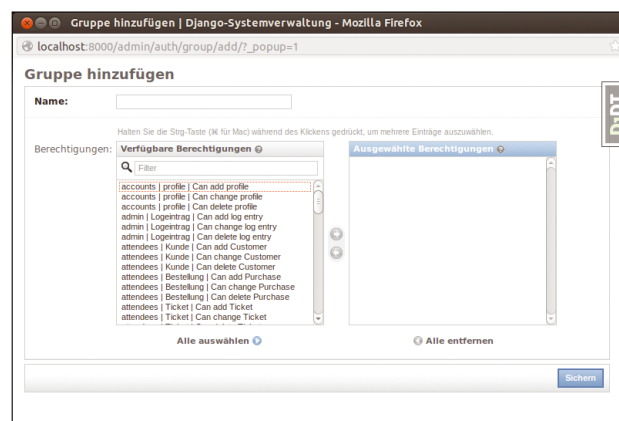 Gruppe hinzufügen | Django-Systemverwaltung - Mozilla Firefox
localhost:8000/admin/auth/group/add/?_popup=1
Gruppe hinzufügen
DjDT
Name:
Halten Sie die Strg-Taste (⌘ für Mac) während des Klickens gedrückt, um mehrere Einträge auszuwählen.
Berechtigungen:
Verfügbare Berechtigungen
Ausgewählte Berechtigungen
Filter
accounts | profile | Can add profile
accounts | profile | Can change profile
accounts | profile | Can delete profile
admin | Logeintrag | Can add log entry
admin | Logeintrag | Can change log entry
admin | Logeintrag | Can delete log entry
attendees | Kunde | Can add Customer
attendees | Kunde | Can change Customer
attendees | Kunde | Can delete Customer
attendees | Bestellung | Can add Purchase
attendees | Bestellung | Can change Purchase
attendees | Bestellung | Can delete Purchase
attendees | Ticket | Can add Ticket
attendees | Ticket | Can change Ticket
Alle auswählen
Alle entfernen
Sichern